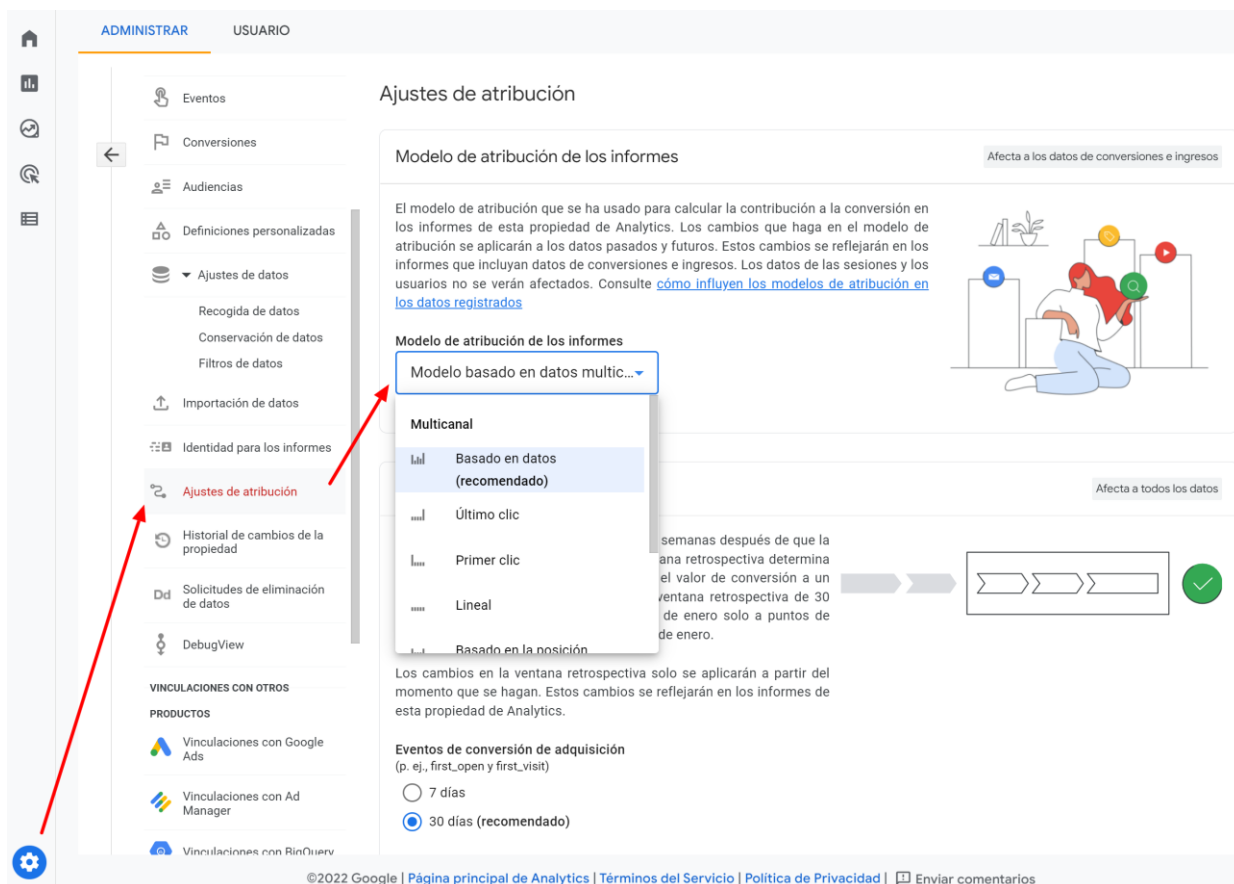 ADMINISTRAR
USUARIO
Eventos
Conversiones
Audiencias
Definiciones personalizadas
Ajustes de datos
Recogida de datos
Conservación de datos
Filtros de datos
Importación de datos
Identidad para los informes
Ajustes de atribución
Historial de cambios de la
propiedad
Dd
Solicitudes de eliminación
de datos
DebugView
VINCULACIONES CON OTROS
PRODUCTOS
Vinculaciones con Google
Ads
Vinculaciones con Ad
Manager
Vinculaciones con BigQuery
Ajustes de atribución
Modelo de atribución de los informes
Afecta a los datos de conversiones e ingresos
El modelo de atribución que se ha usado para calcular la contribución a la conversión en
los informes de esta propiedad de Analytics. Los cambios que haga en el modelo de
atribución se aplicarán a los datos pasados y futuros. Estos cambios se reflejarán en los
informes que incluyan datos de conversiones e ingresos. Los datos de las sesiones y los
usuarios no se verán afectados. Consulte cómo influyen los modelos de atribución en
los datos registrados
Modelo de atribución de los informes
Modelo basado en datos multic...
Multicanal
Basado en datos
(recomendado)
Último clic
Primer clic
Lineal
Basado en la posición
Afecta a todos los datos
semanas después de que la
ana retrospectiva determina
el valor de conversión a un
ventana retrospectiva de 30
de enero solo a puntos de
de enero.
Los cambios en la ventana retrospectiva solo se aplicarán a partir del
momento que se hagan. Estos cambios se reflejarán en los informes de
esta propiedad de Analytics.
Eventos de conversión de adquisición
(p. ej., first_open y first_visit)
7 días
30 días (recomendado)
©2022 Google | Página principal de Analytics | Términos del Servicio | Política de Privacidad | Enviar comentarios